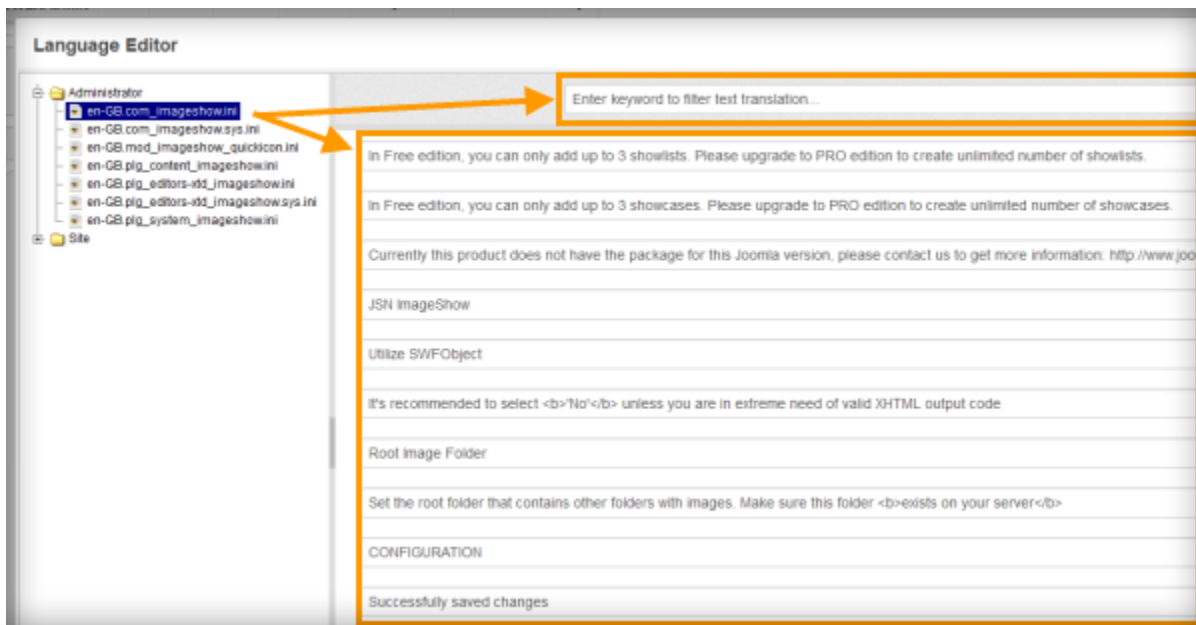 Language Editor
Administrator
en-GB.com_imageshow.ini
en-GB.com_imageshow.sys.ini
en-GB.mod_imageshow_quickicon.ini
en-GB.plg_content_imageshow.ini
en-GB.plg_editors-xtd_imageshow.ini
en-GB.plg_editors-xtd_imageshow.sys.ini
en-GB.plg_system_imageshow.ini
Site
Enter keyword to filter text translation...
In Free edition, you can only add up to 3 showlists. Please upgrade to PRO edition to create unlimited number of showlists.
In Free edition, you can only add up to 3 showcases. Please upgrade to PRO edition to create unlimited number of showcases.
Currently this product does not have the package for this Joomla version, please contact us to get more information: http://www.joo
JSN ImageShow
Utilize SWFObject
It's recommended to select <b>'No'</b> unless you are in extreme need of valid XHTML output code
Root Image Folder
Set the root folder that contains other folders with images. Make sure this folder <b>exists on your server</b>
CONFIGURATION
Successfully saved changes